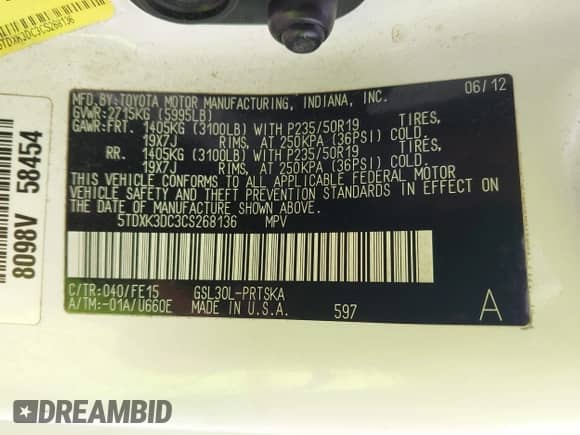 5TDXK3DC3CS268136
8098V 58454
06/12
MFD.BY: TOYOTA MOTOR MANUFACTURING, INDIANA, INC.
GVWR: 2715KG (5995LB)
GAWR: FRT. 1405KG (3100LB) WITH P235/50R19 TIRES,
19X7J RIMS, AT 250KPA (36PSI) COLD.
RR. 1405KG (3100LB) WITH P235/50R19 TIRES,
19X7J RIMS, AT 250KPA (36PSI) COLD.
THIS VEHICLE CONFORMS TO ALL APPLICABLE FEDERAL MOTOR
VEHICLE SAFETY AND THEFT PREVENTION STANDARDS IN EFFECT
ON THE DATE OF MANUFACTURE SHOWN ABOVE.
5TDXK3DC3CS268136 MPV
C/TR: 040/FE15 GSL30L-PRTSKA
A/TM: -01A/U660E MADE IN U.S.A. 597 A
DREAMBID
DREAMBID